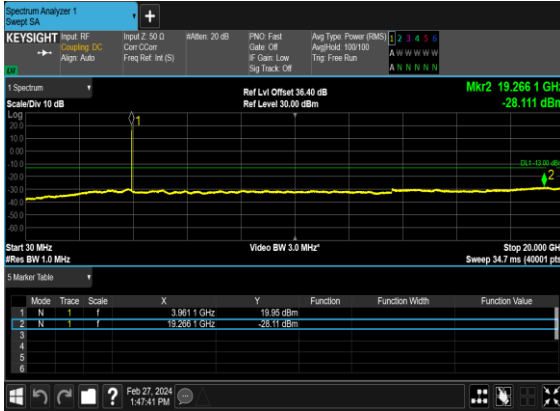 Spectrum Analyzer 1
Swept SA
+
KEYSIGHT Input: RF Input Z: 50 Ω #Atten: 20 dB PNO: Fast Avg Type: Power (RMS) 1 2 3 4 5 6
Coupling: DC Corr CCorr Gate: Off Avg|Hold: 100/100 A W W W W W
Align: Auto Freq Ref: Int (S) IF Gain: Low Trig: Free Run
Sig Track: Off A N N N N N
1 Spectrum Ref Lvl Offset 36.40 dB Mkr2 19.266 1 GHz
Scale/Div 10 dB Ref Level 30.00 dBm -28.111 dBm
Log
20.0
10.0
0.00
-10.0
-20.0
-30.0
-40.0
-50.0
-60.0
1
DL1 -13.00 dBm
2
Start 30 MHz Video BW 3.0 MHz* Stop 20.000 GHz
#Res BW 1.0 MHz Sweep 34.7 ms (40001 pts)
5 Marker Table
Mode Trace Scale X Y Function Function Width Function Value
1 N 1 f 3.961 1 GHz 19.95 dBm
2 N 1 f 19.266 1 GHz -28.11 dBm
3
4
5
6
? Feb 27, 2024
1:47:41 PM